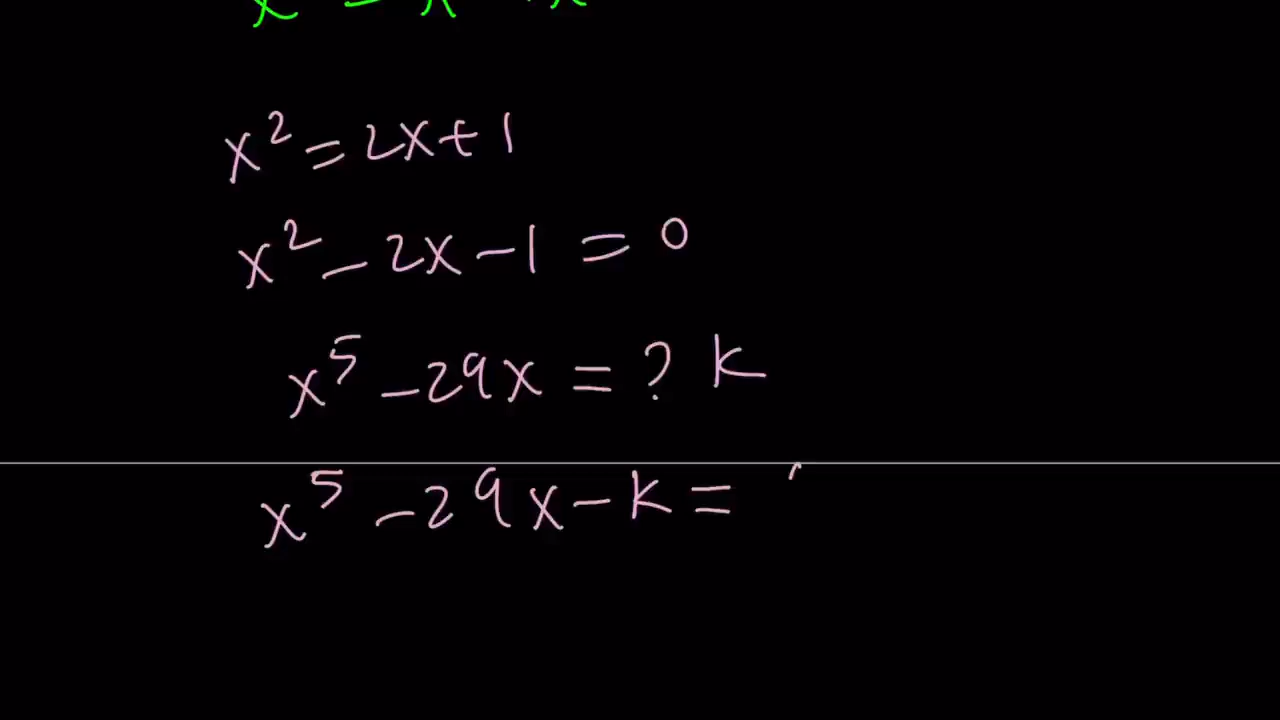 x² = 2x + 1
x² - 2x - 1 = 0
x⁵ - 29x = ? k
x⁵ - 29x - k =